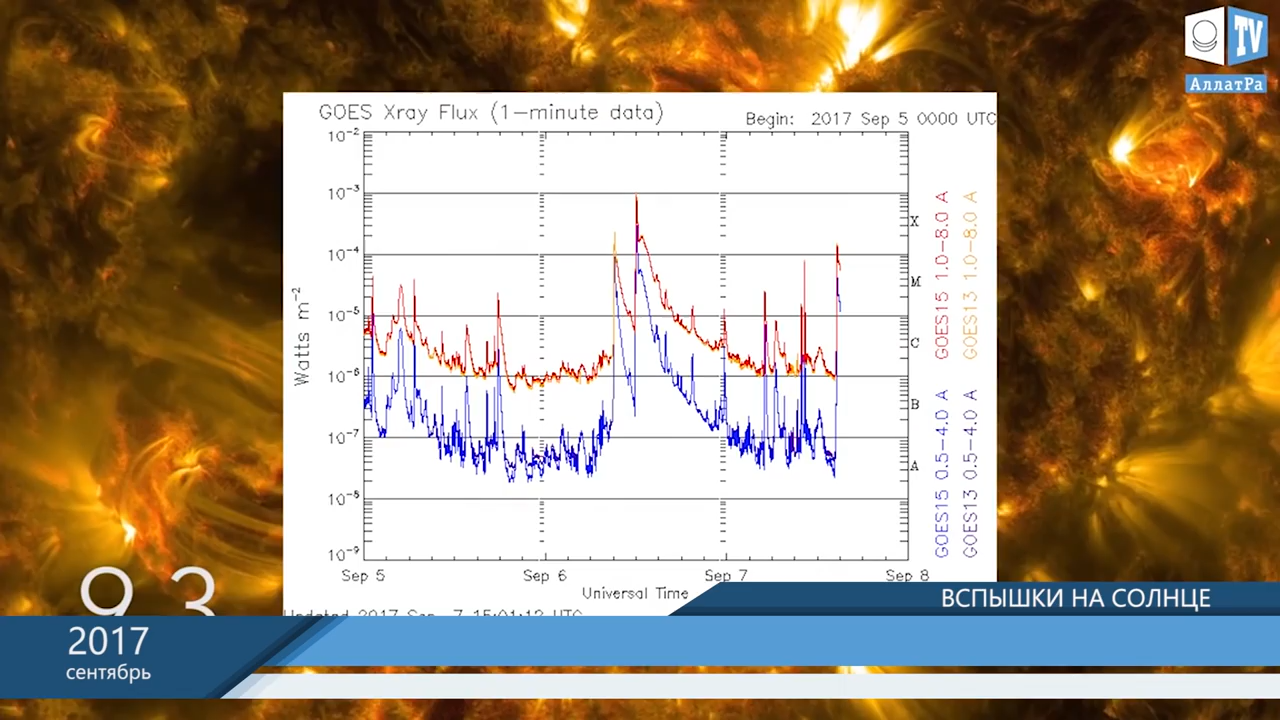 TV
АллатРа
GOES Xray Flux (1-minute data)
Begin: 2017 Sep 5 0000 UTC
10-2
10-3
10-4
10-5
10-6
10-7
10-8
10-9
Watts m-2
X
M
C
B
A
GOES15 1.0-8.0 A
GOES13 1.0-8.0 A
GOES15 0.5-4.0 A
GOES13 0.5-4.0 A
Sep 5
Sep 6
Sep 7
Sep 8
Universal Time
Updated 2017 Sep 7 15:01:12 UTC
9 3
ВСПЫШКИ НА СОЛНЦЕ
2017
сентябрь